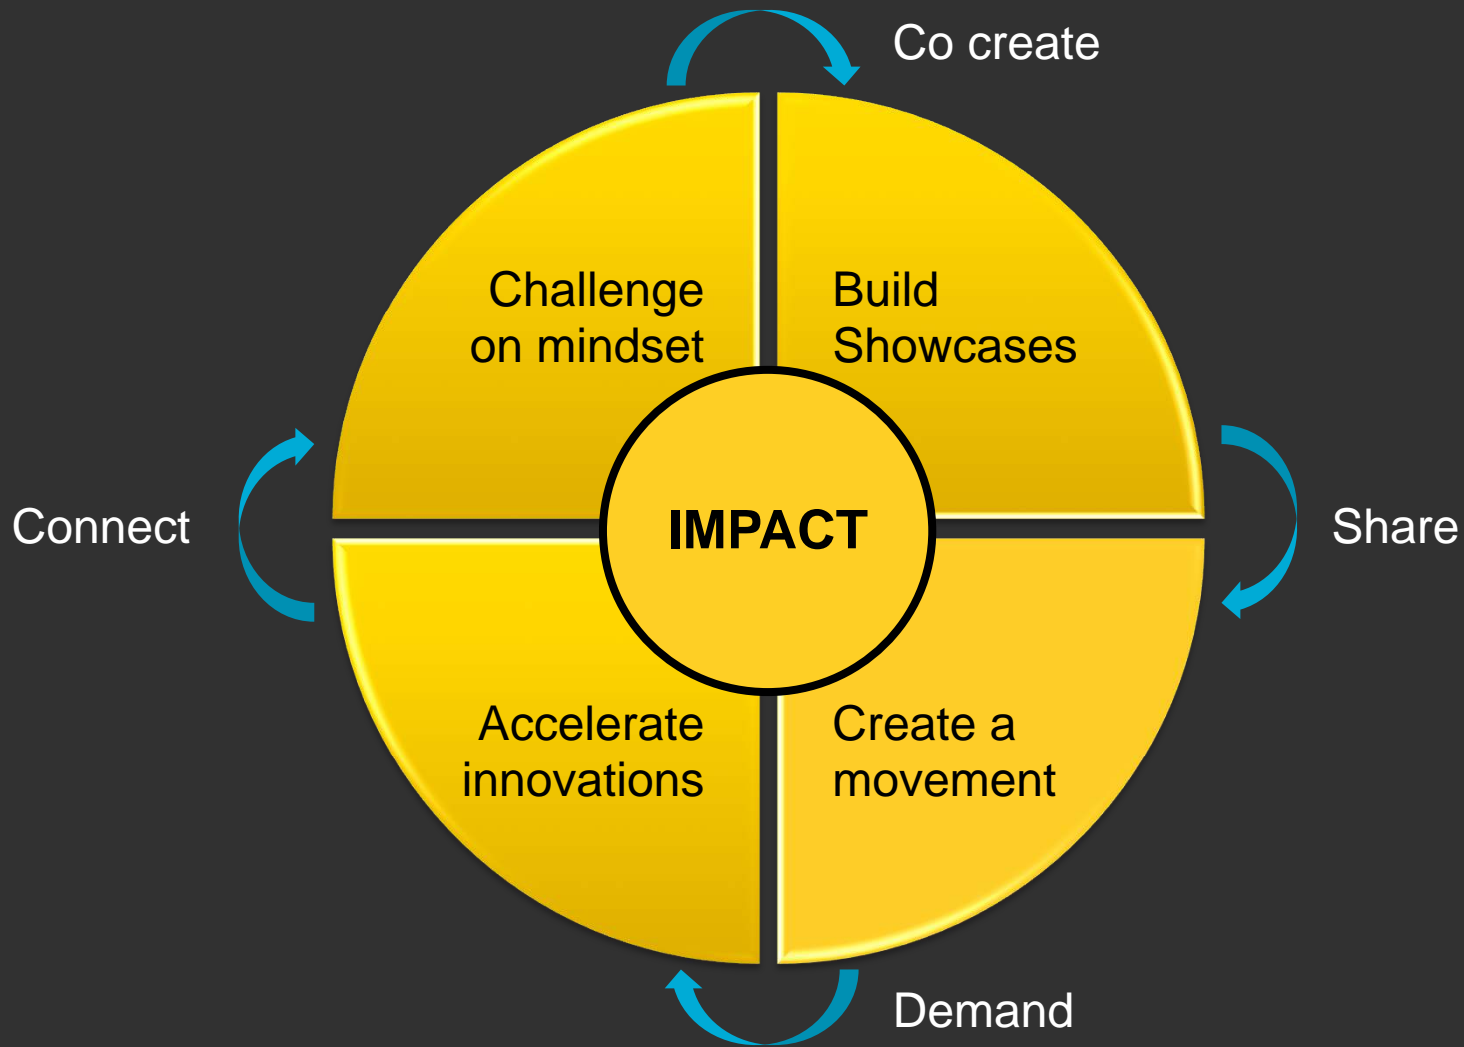 Co create
Challenge
on mindset
Build
Showcases
Connect
IMPACT
Share
Accelerate
innovations
Create a
movement
Demand